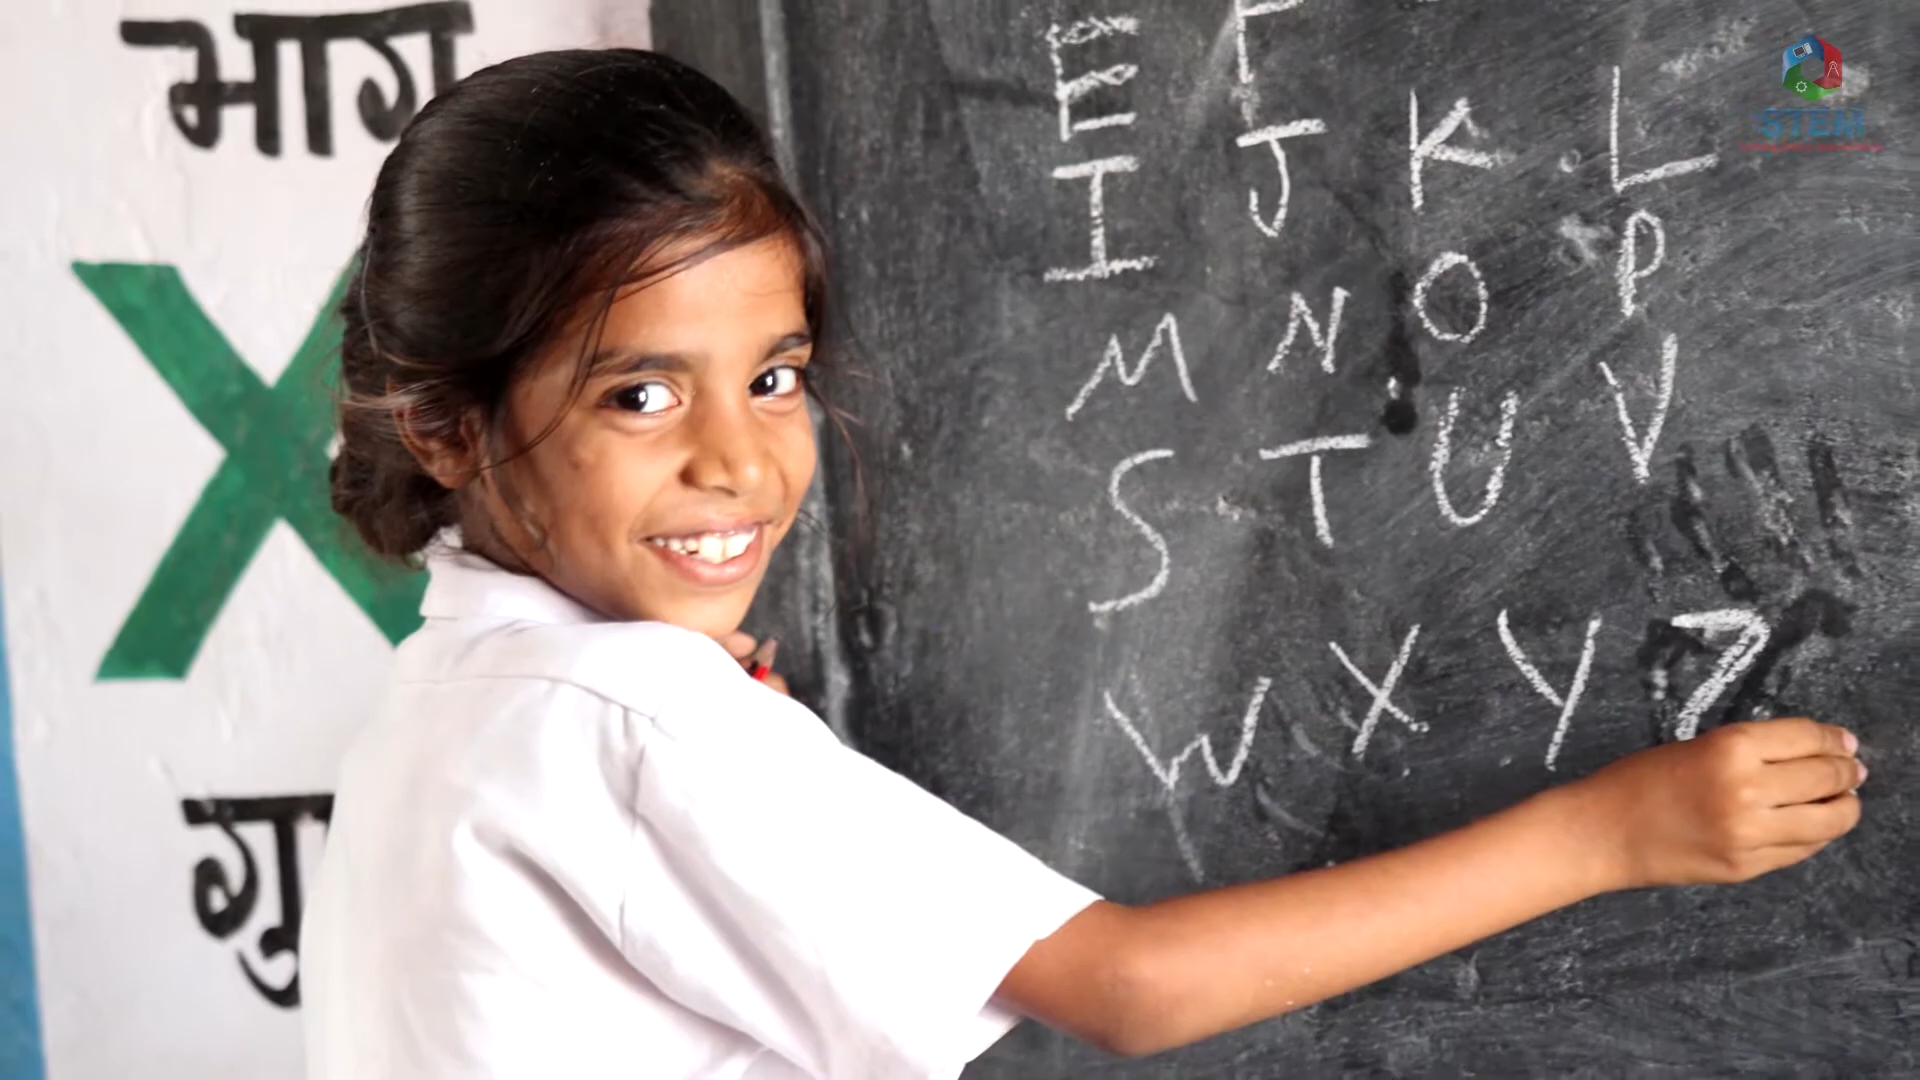 भाग
X
गु
E F
I J K L
M N O P
S T U V
W X Y Z
STEM